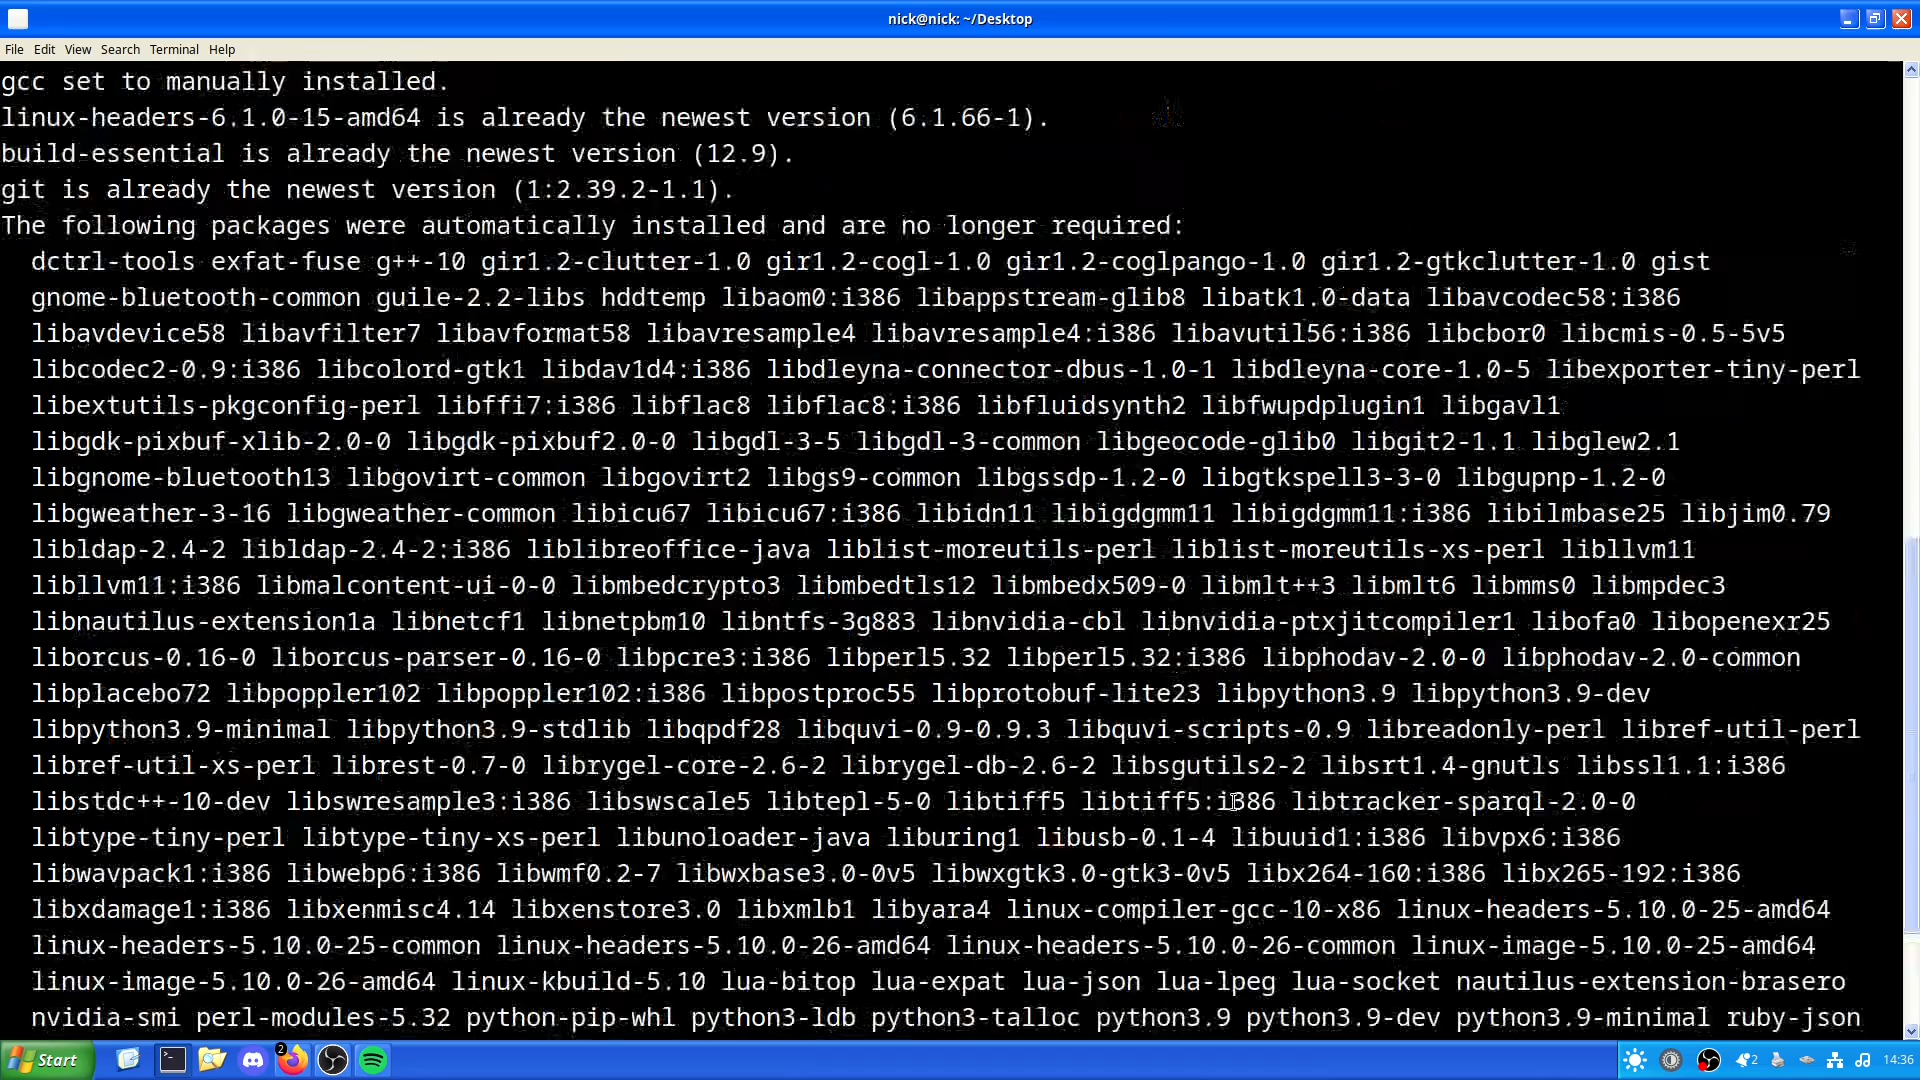 nick@nick: ~/Desktop
File Edit View Search Terminal Help
gcc set to manually installed.
linux-headers-6.1.0-15-amd64 is already the newest version (6.1.66-1).
build-essential is already the newest version (12.9).
git is already the newest version (1:2.39.2-1.1).
The following packages were automatically installed and are no longer required:
dctrl-tools exfat-fuse g++-10 gir1.2-clutter-1.0 gir1.2-cogl-1.0 gir1.2-coglpango-1.0 gir1.2-gtkclutter-1.0 gist
gnome-bluetooth-common guile-2.2-libs hddtemp libaom0:i386 libappstream-glib8 libatk1.0-data libavcodec58:i386
libavdevice58 libavfilter7 libavformat58 libavresample4 libavresample4:i386 libavutil56:i386 libcbor0 libcmis-0.5-5v5
libcodec2-0.9:i386 libcolord-gtk1 libdav1d4:i386 libdleyna-connector-dbus-1.0-1 libdleyna-core-1.0-5 libexporter-tiny-perl
libextutils-pkgconfig-perl libffi7:i386 libflac8 libflac8:i386 libfluidsynth2 libfwupdplugin1 libgavl1
libgdk-pixbuf-xlib-2.0-0 libgdk-pixbuf2.0-0 libgdl-3-5 libgdl-3-common libgeocode-glib0 libgit2-1.1 libglew2.1
libgnome-bluetooth13 libgovirt-common libgovirt2 libgs9-common libgssdp-1.2-0 libgtkspell3-3-0 libgupnp-1.2-0
libgweather-3-16 libgweather-common libicu67 libicu67:i386 libidn11 libigdgmm11 libigdgmm11:i386 libilmbase25 libjim0.79
libldap-2.4-2 libldap-2.4-2:i386 liblibreoffice-java liblist-moreutils-perl liblist-moreutils-xs-perl libllvm11
libllvm11:i386 libmalcontent-ui-0-0 libmbedcrypto3 libmbedtls12 libmbedx509-0 libmlt++3 libmlt6 libmms0 libmpdec3
libnautilus-extension1a libnetcf1 libnetpbm10 libntfs-3g883 libnvidia-cbl libnvidia-ptxjitcompiler1 libofa0 libopenexr25
liborcus-0.16-0 liborcus-parser-0.16-0 libpcre3:i386 libperl5.32 libperl5.32:i386 libphodav-2.0-0 libphodav-2.0-common
libplacebo72 libpoppler102 libpoppler102:i386 libpostproc55 libprotobuf-lite23 libpython3.9 libpython3.9-dev
libpython3.9-minimal libpython3.9-stdlib libqpdf28 libquvi-0.9-0.9.3 libquvi-scripts-0.9 libreadonly-perl libref-util-perl
libref-util-xs-perl librest-0.7-0 librygel-core-2.6-2 librygel-db-2.6-2 libsgutils2-2 libsrt1.4-gnutls libssl1.1:i386
libstdc++-10-dev libswresample3:i386 libswscale5 libtepl-5-0 libtiff5 libtiff5:i386 libtracker-sparql-2.0-0
libtype-tiny-perl libtype-tiny-xs-perl libunoloader-java liburing1 libusb-0.1-4 libuuid1:i386 libvpx6:i386
libwavpack1:i386 libwebp6:i386 libwmf0.2-7 libwxbase3.0-0v5 libwxgtk3.0-gtk3-0v5 libx264-160:i386 libx265-192:i386
libxdamage1:i386 libxenmisc4.14 libxenstore3.0 libxmlb1 libyara4 linux-compiler-gcc-10-x86 linux-headers-5.10.0-25-amd64
linux-headers-5.10.0-25-common linux-headers-5.10.0-26-amd64 linux-headers-5.10.0-26-common linux-image-5.10.0-25-amd64
linux-image-5.10.0-26-amd64 linux-kbuild-5.10 lua-bitop lua-expat lua-json lua-lpeg lua-socket nautilus-extension-brasero
nvidia-smi perl-modules-5.32 python-pip-whl python3-ldb python3-talloc python3.9 python3.9-dev python3.9-minimal ruby-json
Start 2 2 14:36